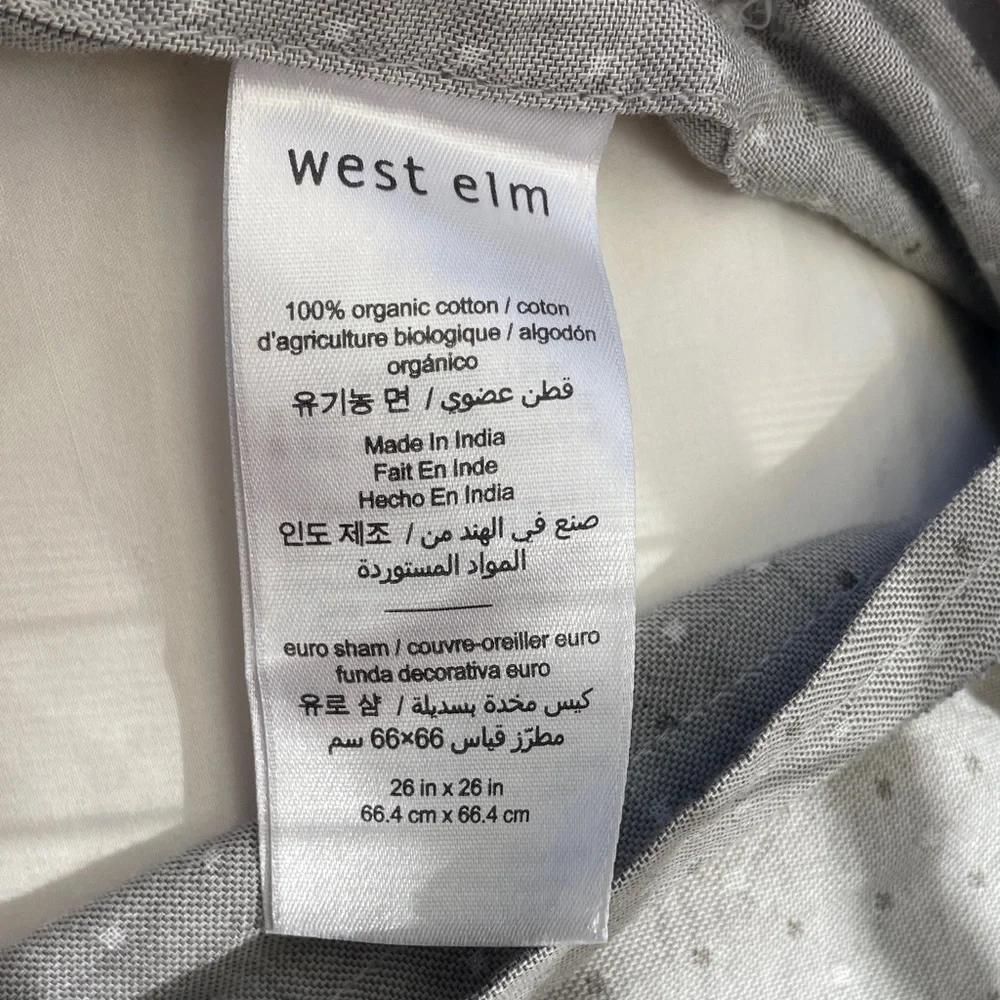 west elm
100% organic cotton / coton
d'agriculture biologique / algodón
orgánico
유기농 면 / قطن عضوي
Made In India
Fait En Inde
Hecho En India
인도 제조 / صنع في الهند من
المواد المستوردة
euro sham / couvre-oreiller euro
funda decorativa euro
유로 샴 / كيس مخدة بسديلة
مطرّز قياس 66×66 سم
26 in x 26 in
66.4 cm x 66.4 cm